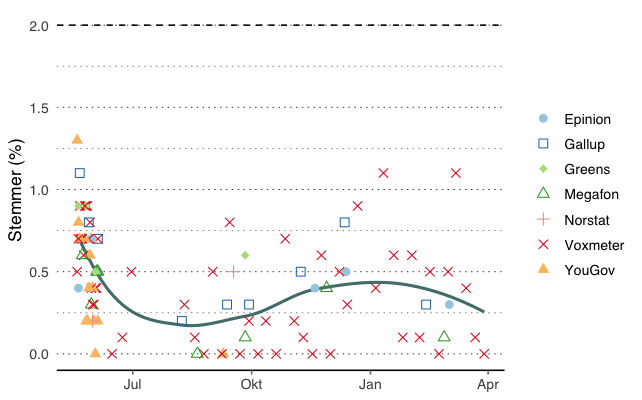 Stemmer (%)
2.0
1.5
1.0
0.5
0.0
Jul
Okt
Jan
Apr
Epinion
Gallup
Greens
Megafon
Norstat
Voxmeter
YouGov